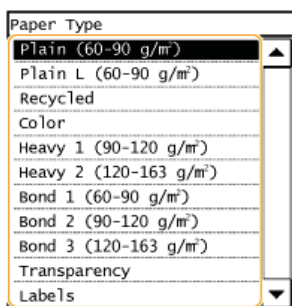 Paper Type
Plain (60-90 g/㎡)
Plain L (60-90 g/㎡)
Recycled
Color
Heavy 1 (90-120 g/㎡)
Heavy 2 (120-163 g/㎡)
Bond 1 (60-90 g/㎡)
Bond 2 (90-120 g/㎡)
Bond 3 (120-163 g/㎡)
Transparency
Labels